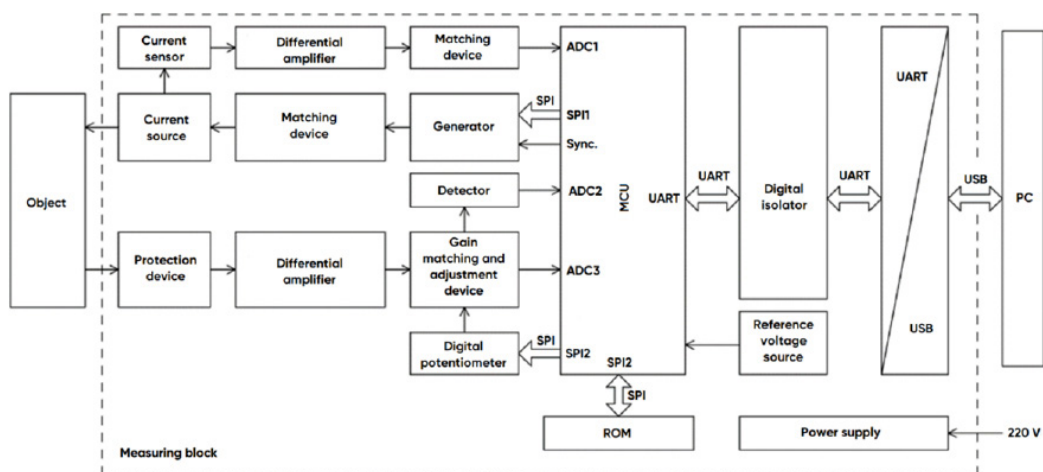 Current
sensor
Differential
amplifier
Matching
device
ADC1
Current
source
Matching
device
Generator
SPI
SPI1
Sync.
Detector
ADC2
Object
Protection
device
Differential
amplifier
Gain
matching and
adjustment
device
ADC3
Digital
potentiometer
SPI
SPI2
MCU
UART
SPI2
SPI
ROM
UART
Digital
isolator
UART
Reference
voltage
source
UART
USB
USB
PC
Power supply
220 V
Measuring block